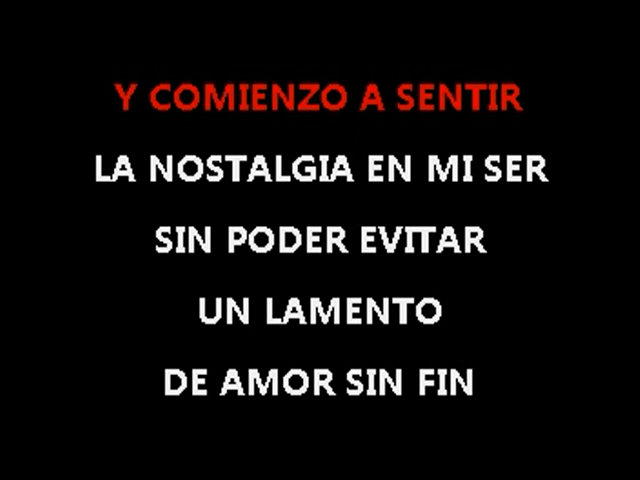 Y COMIENZO A SENTIR
LA NOSTALGIA EN MI SER
SIN PODER EVITAR
UN LAMENTO
DE AMOR SIN FIN